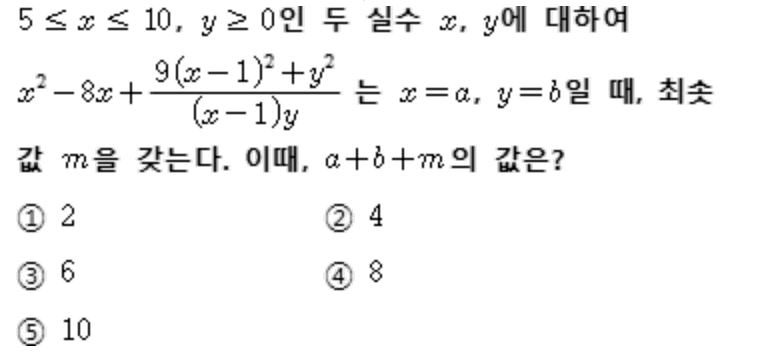 5 ≤ x ≤ 10, y ≥ 0인 두 실수 x, y에 대하여
x² − 8x + \frac{9(x−1)²+y²}{(x−1)y} 는 x=a, y=b일 때, 최솟
값 m을 갖는다. 이때, a+b+m의 값은?
① 2 ② 4
③ 6 ④ 8
⑤ 10